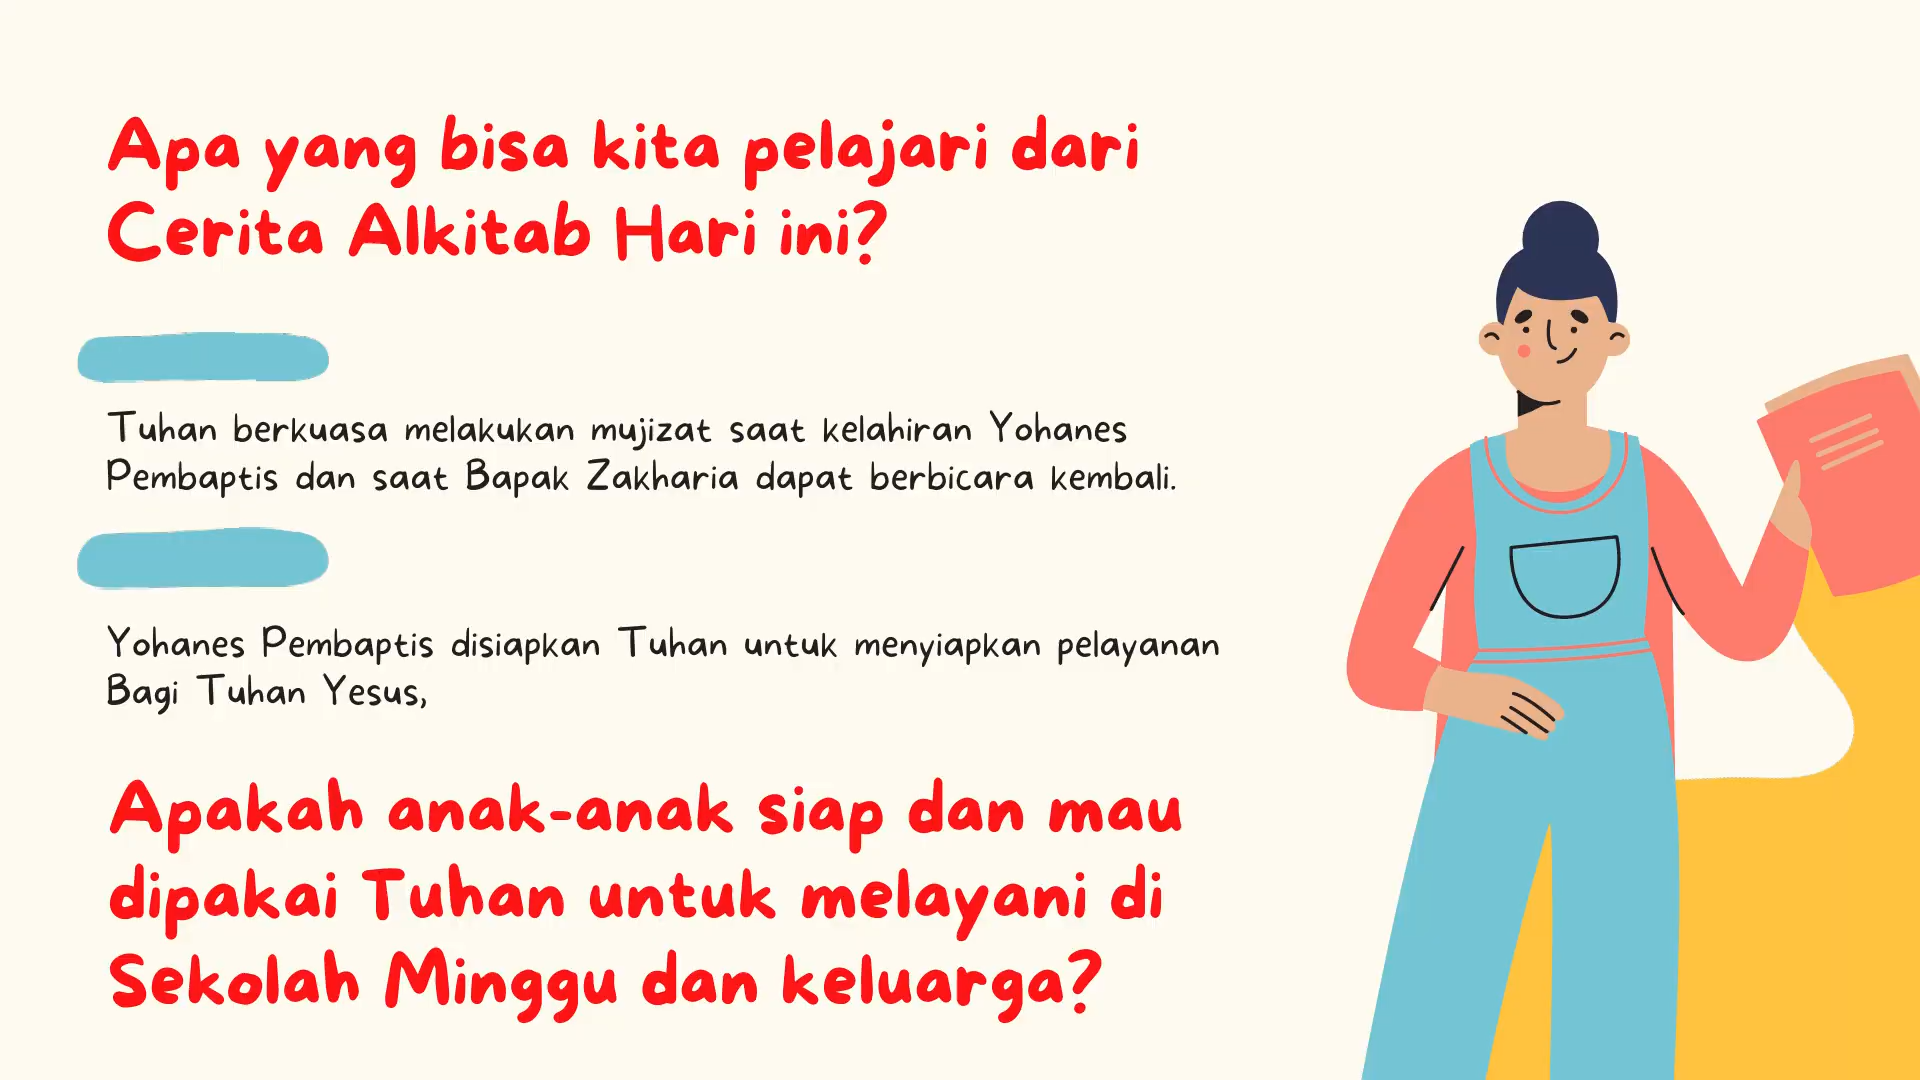 Apa yang bisa kita pelajari dari
Cerita Alkitab Hari ini?
Tuhan berkuasa melakukan mujizat saat kelahiran Yohanes
Pembaptis dan saat Bapak Zakharia dapat berbicara kembali.
Yohanes Pembaptis disiapkan Tuhan untuk menyiapkan pelayanan
Bagi Tuhan Yesus,
Apakah anak-anak siap dan mau
dipakai Tuhan untuk melayani di
Sekolah Minggu dan keluarga?